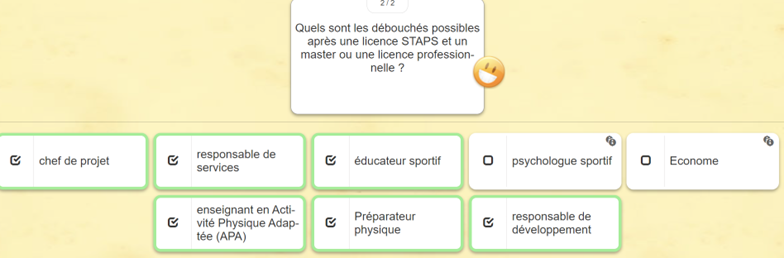 2/2
Quels sont les débouchés possibles
après une licence STAPS et un
master ou une licence profession-
nelle ?
chef de projet
responsable de
services
éducateur sportif
psychologue sportif
Econome
enseignant en Acti-
vité Physique Adap-
tée (APA)
Préparateur
physique
responsable de
développement